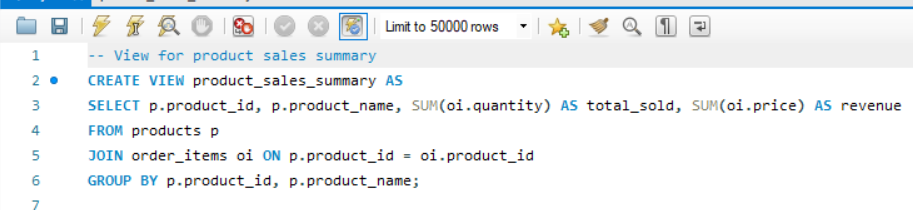 Limit to 50000 rows
1 -- View for product sales summary
2 CREATE VIEW product_sales_summary AS
3 SELECT p.product_id, p.product_name, SUM(oi.quantity) AS total_sold, SUM(oi.price) AS revenue
4 FROM products p
5 JOIN order_items oi ON p.product_id = oi.product_id
6 GROUP BY p.product_id, p.product_name;
7